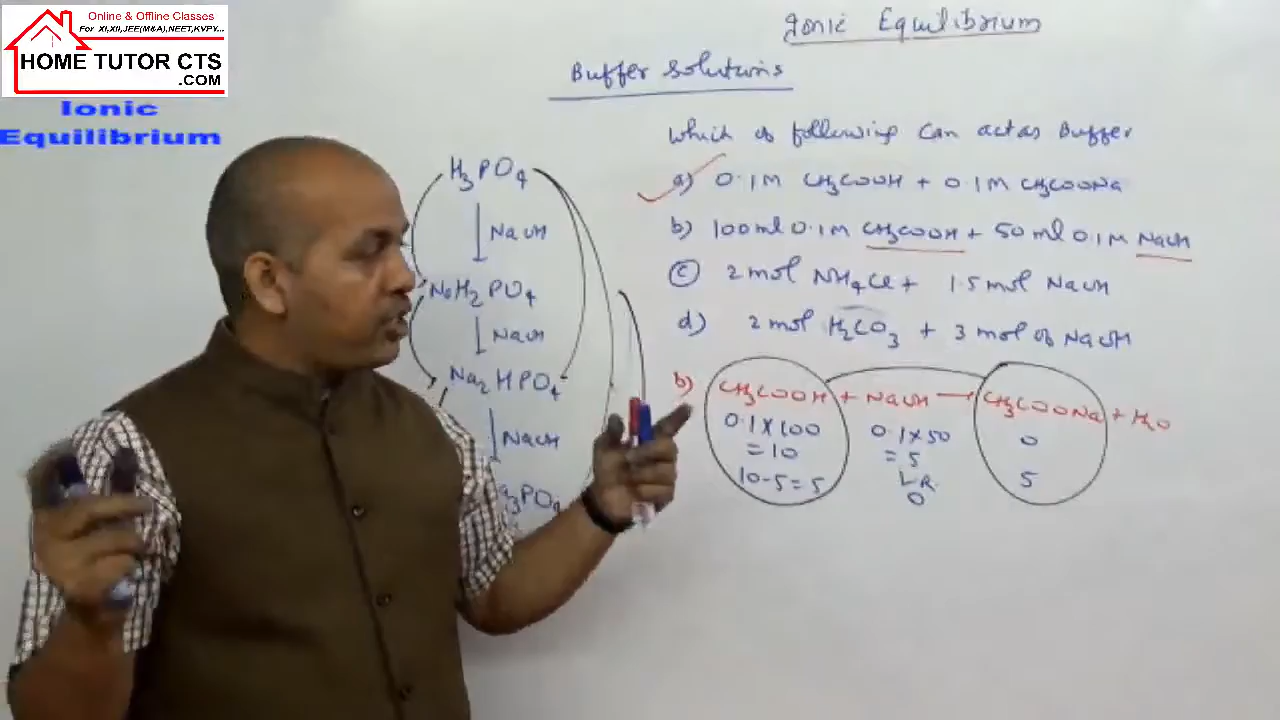 Online & Offline Classes
For XI,XII,JEE(M&A),NEET,KVPY...
HOME TUTOR CTS
.COM
Ionic
Equilibrium
Ionic Equilibrium
Buffer Solutions
Which of following Can act as Buffer
a) 0.1M CH3COOH + 0.1M CH3COONa
b) 100ml 0.1M CH3COOH + 50ml 0.1M NaOH
c) 2 mol NH4Cl + 1.5 mol NaOH
d) 2 mol H2CO3 + 3 mol of NaOH
H3PO4
NaOH
NaH2PO4
NaOH
Na2HPO4
NaOH
a3PO4
b) CH3COOH + NaOH → CH3COONa + H2O
0.1×100 0.1×50 0
=10 =5
10-5=5 L.R. 5
0